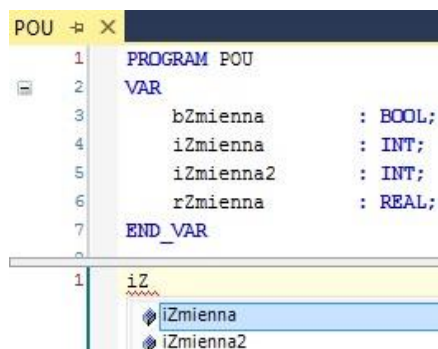 POU
1 PROGRAM POU
2 VAR
3 bZmienna : BOOL;
4 iZmienna : INT;
5 iZmienna2 : INT;
6 rZmienna : REAL;
7 END_VAR
1 iZ
iZmienna
iZmienna2